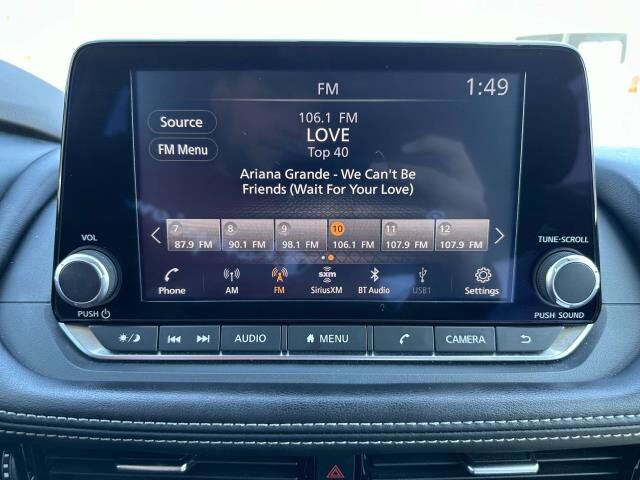 FM
1:49
Source
106.1 FM
LOVE
FM Menu
Top 40
Ariana Grande - We Can't Be
Friends (Wait For Your Love)
7 8 9 10 11 12
87.9 FM 90.1 FM 98.1 FM 106.1 FM 107.9 FM 107.9 FM
VOL
TUNE-SCROLL
sxm
Phone AM FM SiriusXM BT Audio USB1 Settings
PUSH
PUSH SOUND
AUDIO MENU CAMERA